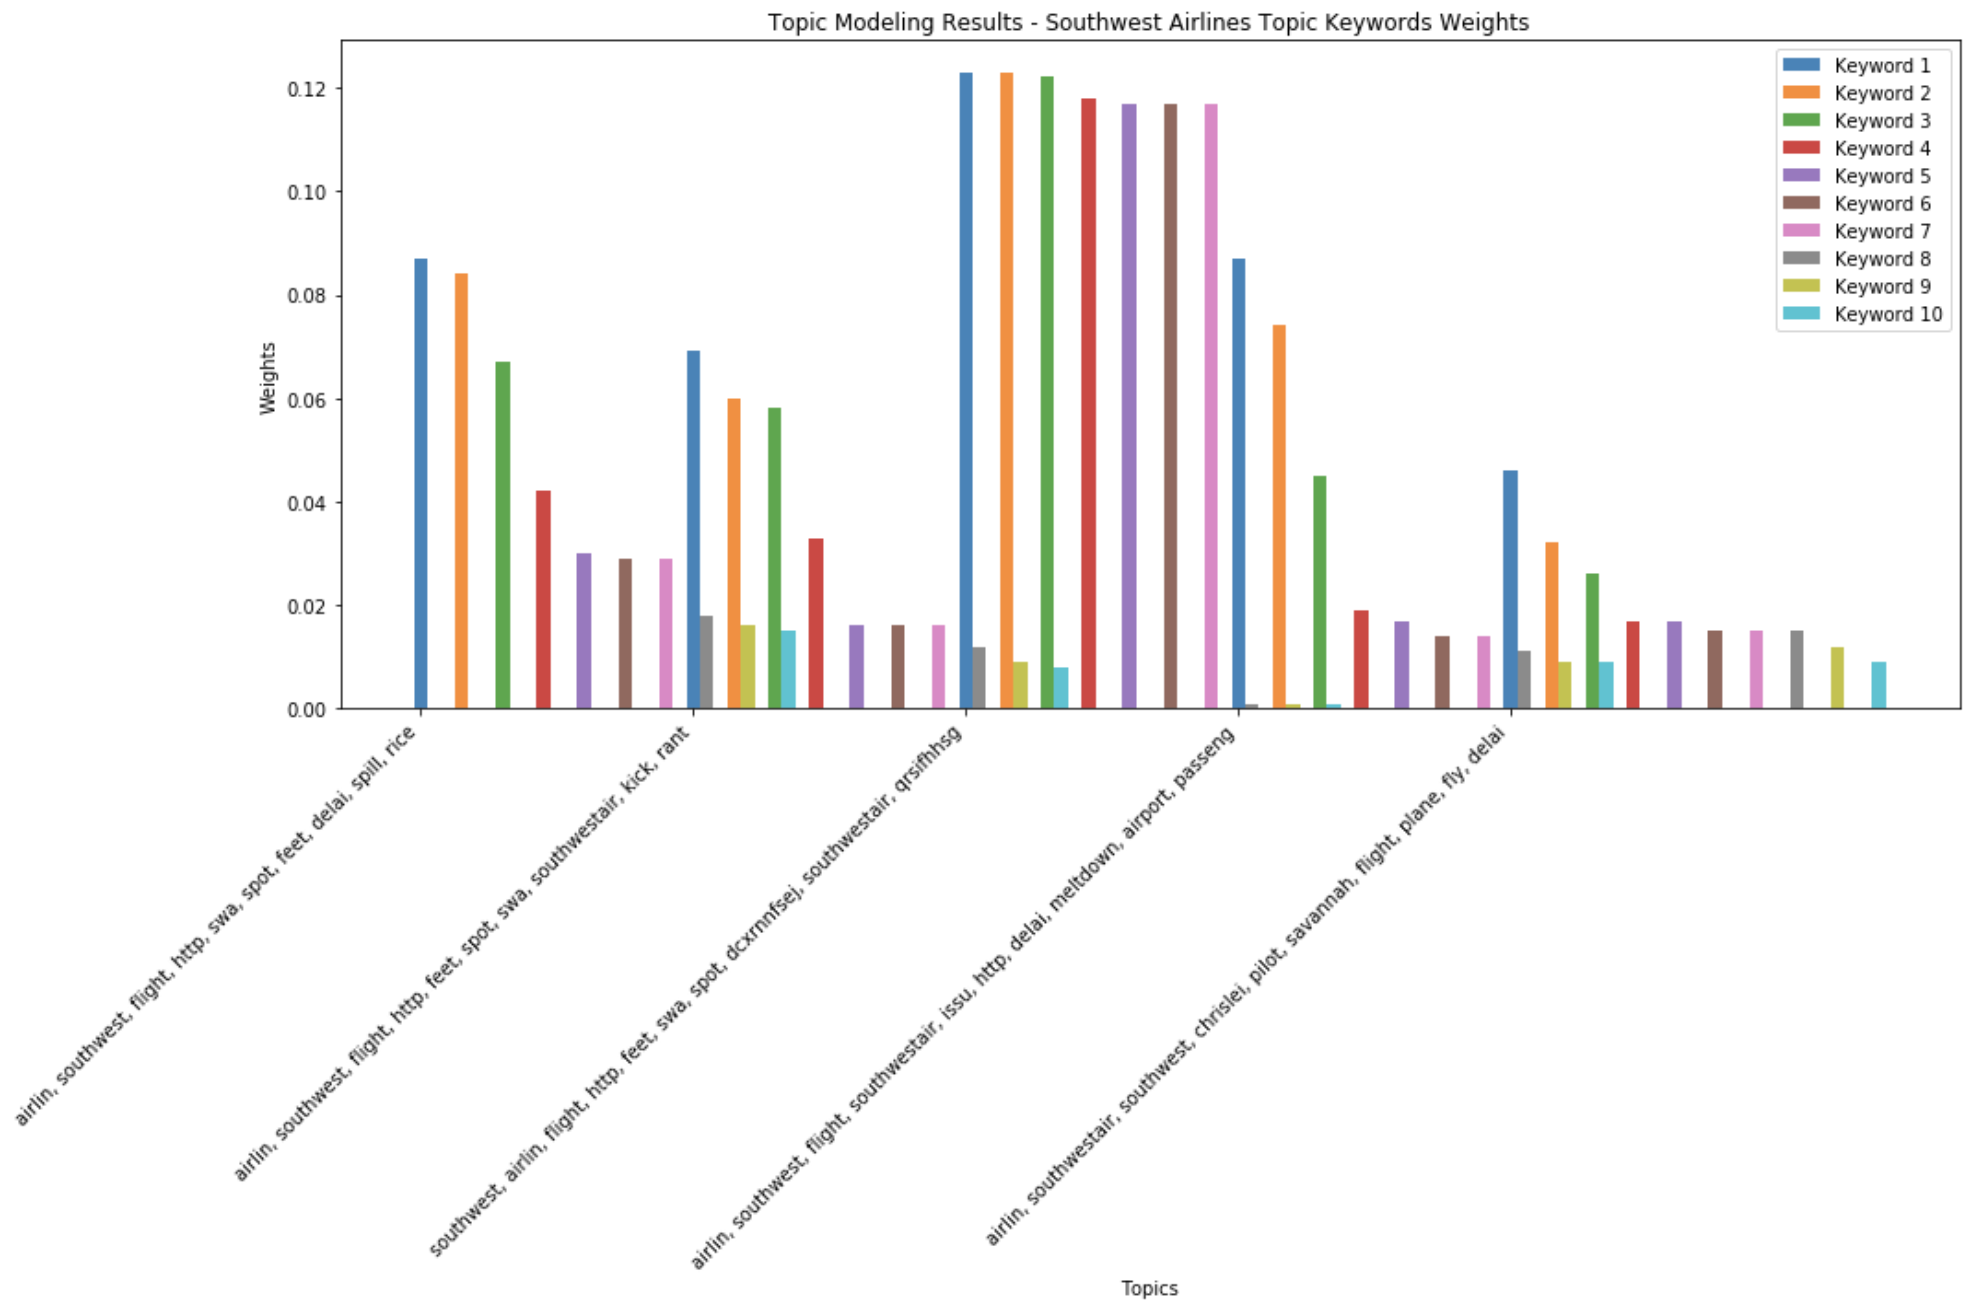 Topic Modeling Results - Southwest Airlines Topic Keywords Weights
Keyword 1
Keyword 2
Keyword 3
Keyword 4
Keyword 5
Keyword 6
Keyword 7
Keyword 8
Keyword 9
Keyword 10
0.12
0.10
0.08
0.06
0.04
0.02
0.00
Weights
airlin, southwest, flight, http, swa, spot, feet, delai, spill, rice
airlin, southwest, flight, http, feet, spot, swa, southwestair, kick, rant
southwest, airlin, flight, http, feet, swa, spot, dcxrnnfsej, southwestair, qrsifhhsg
airlin, southwest, flight, southwestair, issu, http, delai, meltdown, airport, passeng
airlin, southwestair, southwest, chrislei, pilot, savannah, flight, plane, fly, delai
Topics